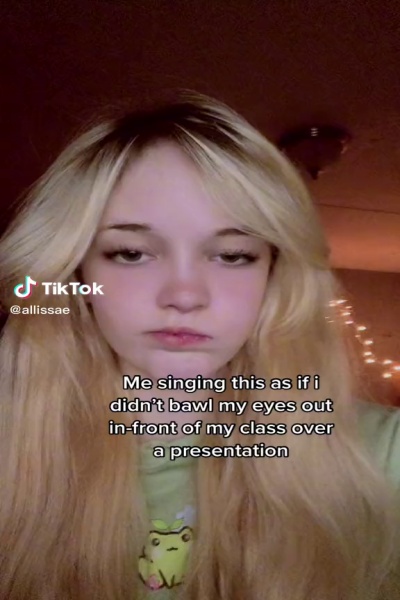 TikTok
@allissae
Me singing this as if i
didn't bawl my eyes out
in-front of my class over
a presentation